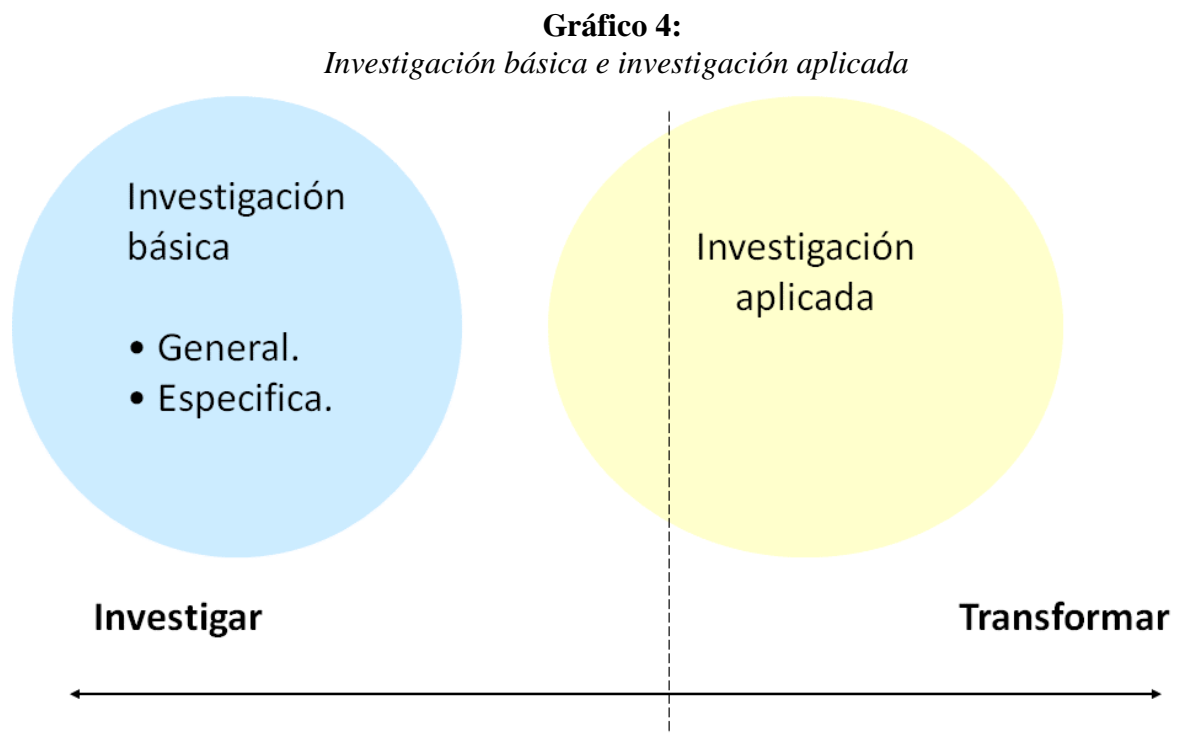 Gráfico 4:
Investigación básica e investigación aplicada
Investigación
básica
• General.
• Especifica.
Investigación
aplicada
Investigar
Transformar